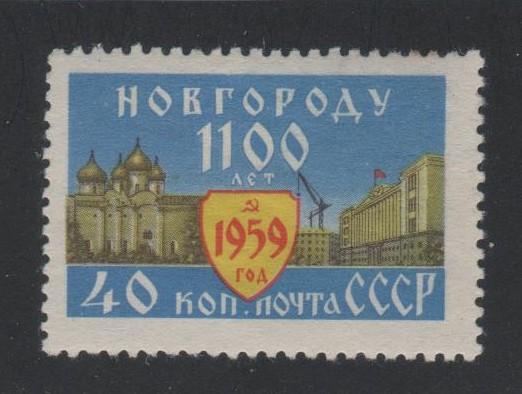 НОВГОРОДУ
1100
ЛЕТ
1959
ГОД
40 КОП. ПОЧТА СССР